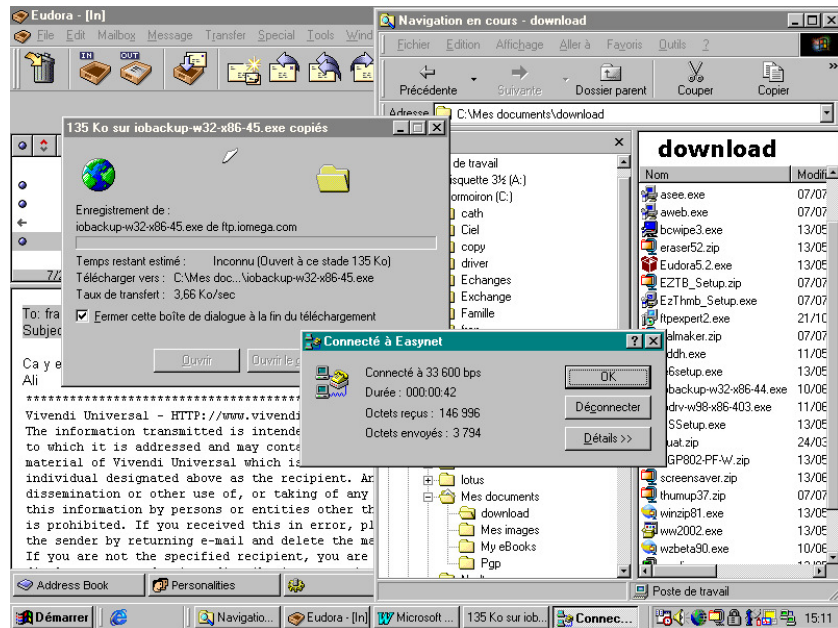 Eudora - [In]
File Edit Mailbox Message Transfer Special Tools Wind
IN OUT
7/2
To: fra
Subjec
Ca y e
Ali
****************************************
Vivendi Universal - HTTP://www.vivendi
The information transmitted is intende
to which it is addressed and may conta
material of Vivendi Universal which is
individual designated above as the recipient. An
dissemination or other use of, or taking of any
this information by persons or entities other th
is prohibited. If you received this in error, pl
the sender by returning e-mail and delete the ma
If you are not the specified recipient, you are
Address Book Personalities
135 Ko sur iobackup-w32-x86-45.exe copiés
Enregistrement de :
iobackup-w32-x86-45.exe de ftp.iomega.com
Temps restant estimé : Inconnu (Ouvert à ce stade 135 Ko)
Télécharger vers : C:\Mes doc...\iobackup-w32-x86-45.exe
Taux de transfert : 3,66 Ko/sec
Fermer cette boîte de dialogue à la fin du téléchargement
Ouvrir Ouvrir le
Navigation en cours - download
Fichier Edition Affichage Aller à Favoris Outils ?
Précédente Suivante Dossier parent Couper Copier
Adresse C:\Mes documents\download
de travail
isquette 3½ (A:)
ormoiron (C:)
cath
Ciel
copy
driver
Echanges
Exchange
Famille
lotus
Mes documents
download
Mes images
My eBooks
Pgp
download
Nom Modifi
asee.exe 07/07
aweb.exe 07/07
bcwipe3.exe 13/05
eraser52.zip 13/05
Eudora5.2.exe 13/05
EZTB_Setup.zip 07/07
EzThmb_Setup.exe 07/07
ftpexpert2.exe 21/10
almaker.zip 07/07
ddh.exe 11/05
6setup.exe 13/05
obackup-w32-x86-44.exe 10/06
odrv-w98-x86-403.exe 11/06
SSetup.exe 13/05
uat.zip 24/03
GP802-PF-W.zip 13/05
screensaver.zip 13/06
thumup37.zip 07/07
winzip81.exe 13/05
ww2002.exe 13/05
wzbeta90.exe 10/06
Poste de travail
Connecté à Easynet
Connecté à 33 600 bps
Durée : 000:00:42
Octets reçus : 146 996
Octets envoyés : 3 794
OK
Déconnecter
Détails >>
Démarrer Navigatio... Eudora - [In] Microsoft ... 135 Ko sur iob... Connec... 15:11